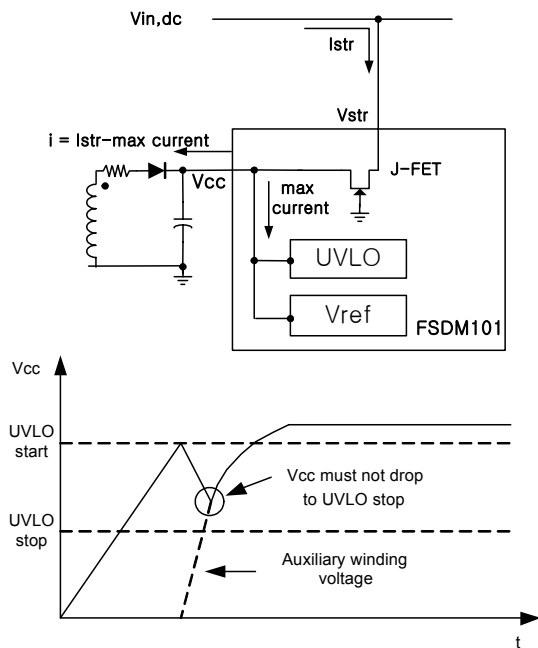 Vin,dc
Istr
Vstr
i = Istr-max current
Vcc
J-FET
max
current
UVLO
Vref
FSDM101
Vcc
UVLO
start
Vcc must not drop
to UVLO stop
UVLO
stop
Auxiliary winding
voltage
t